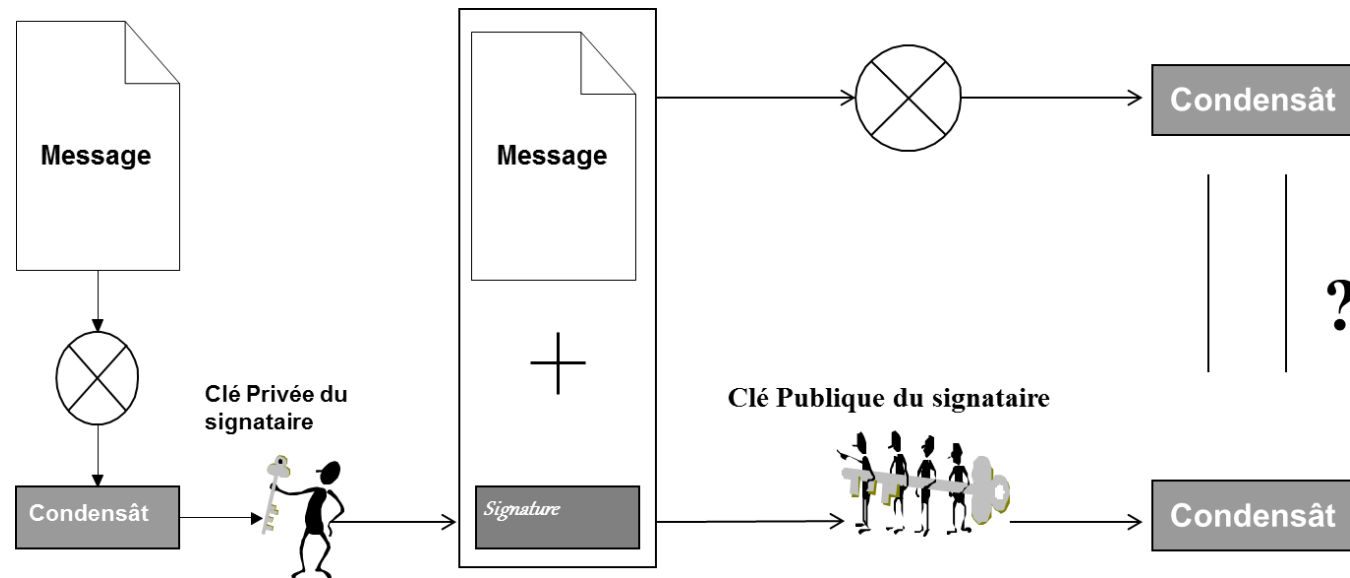 Message
Clé Privée du
signataire
Condensât
Message
+
Signature
Clé Publique du signataire
Condensât
?
Condensât